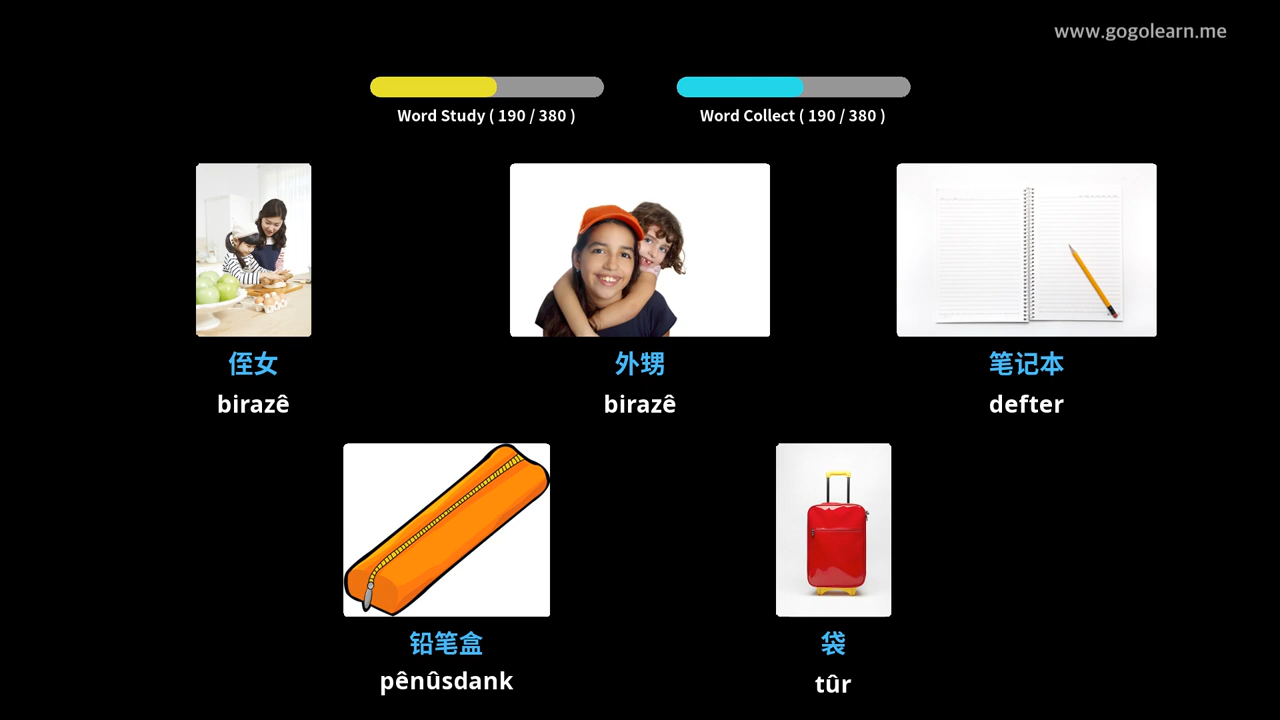 www.gogolearn.me
Word Study ( 190 / 380 )
Word Collect ( 190 / 380 )
侄女
birazê
外甥
birazê
笔记本
defter
铅笔盒
pênûsdank
袋
tûr